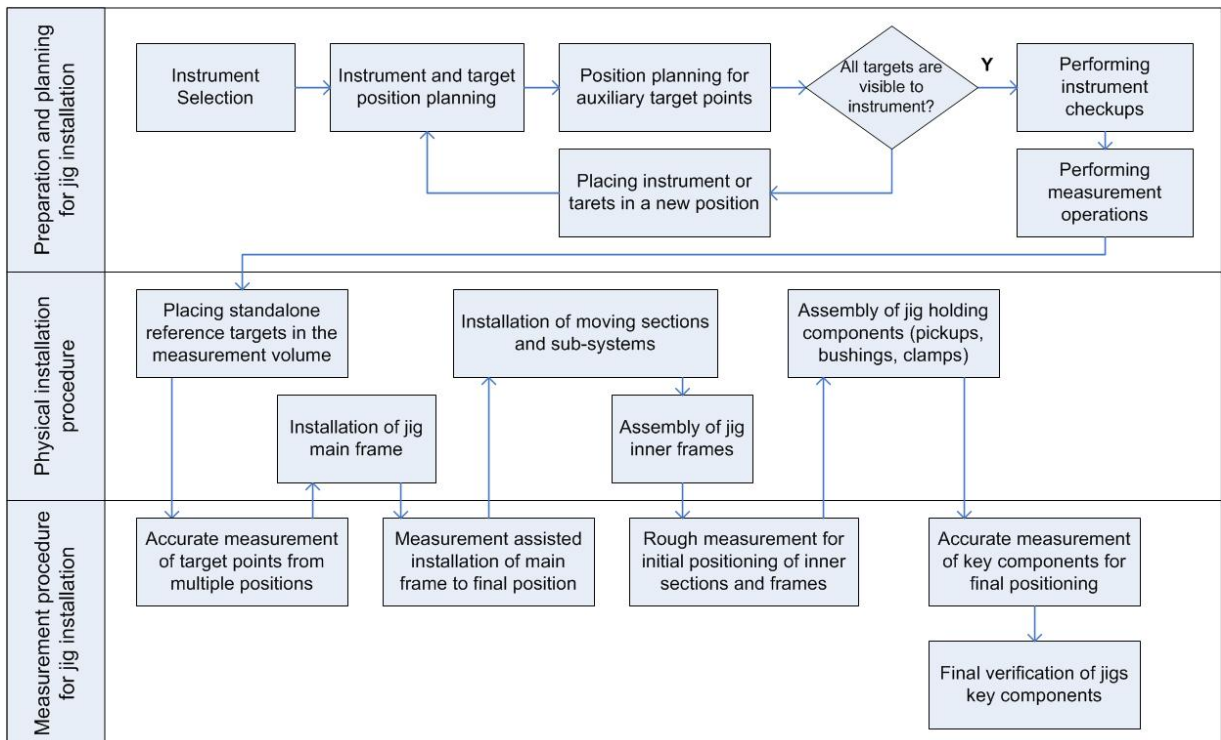 Preparation and planning
for jig installation
Instrument
Selection
Instrument and target
position planning
Position planning for
auxiliary target points
All targets are
visible to
instrument?
Y
Performing
instrument
checkups
Placing instrument or
tarets in a new position
Performing
measurement
operations
Physical installation
procedure
Placing standalone
reference targets in the
measurement volume
Installation of moving sections
and sub-systems
Assembly of jig holding
components (pickups,
bushings, clamps)
Installation of jig
main frame
Assembly of jig
inner frames
Measurement procedure
for jig installation
Accurate measurement
of target points from
multiple positions
Measurement assisted
installation of main
frame to final position
Rough measurement for
initial positioning of inner
sections and frames
Accurate measurement
of key components for
final positioning
Final verification of jigs
key components